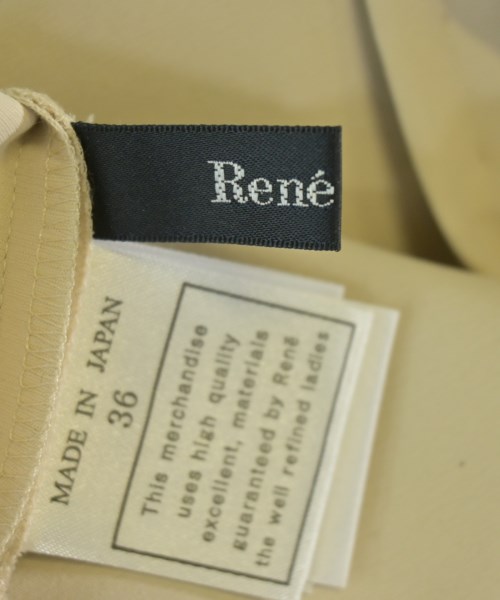 René
MADE IN JAPAN
36
This merchandise
uses high quality
excellent, materials
guaranteed by René
the well refined ladies